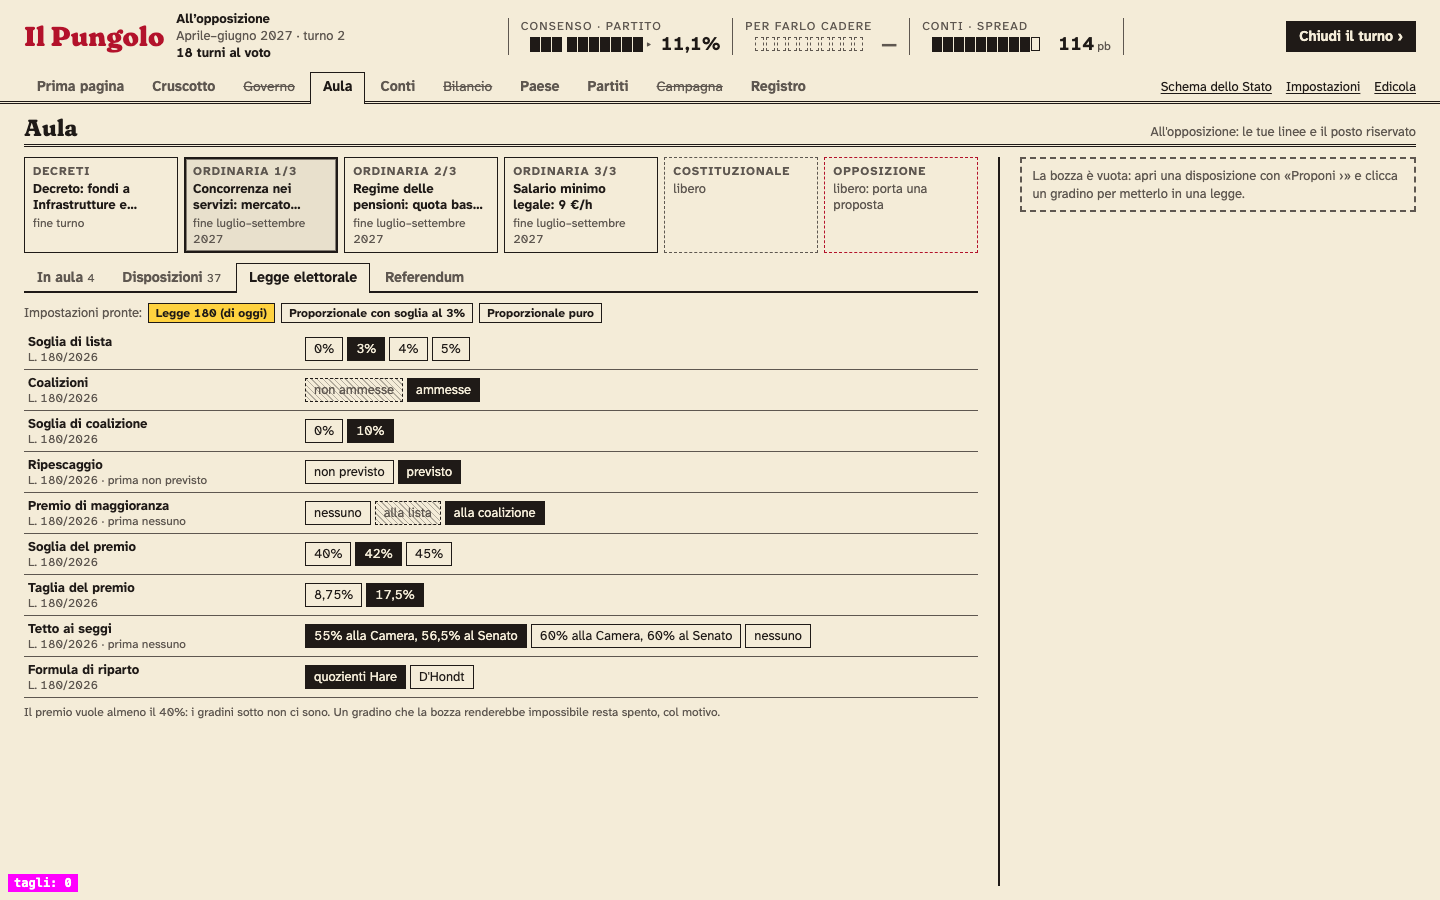 Il Pungolo
All'opposizione
Aprile-giugno 2027 · turno 2
18 turni al voto
CONSENSO · PARTITO
11,1%
PER FARLO CADERE
—
CONTI · SPREAD
114 pb
Chiudi il turno ›
Prima pagina
Cruscotto
Governo
Aula
Conti
Bilancio
Paese
Partiti
Campagna
Registro
Schema dello Stato
Impostazioni
Edicola
Aula
All'opposizione: le tue linee e il posto riservato
DECRETI
Decreto: fondi a
Infrastrutture e…
fine turno
ORDINARIA 1/3
Concorrenza nei
servizi: mercato…
fine luglio–settembre
2027
ORDINARIA 2/3
Regime delle
pensioni: quota bas…
fine luglio–settembre
2027
ORDINARIA 3/3
Salario minimo
legale: 9 €/h
fine luglio–settembre
2027
COSTITUZIONALE
libero
OPPOSIZIONE
libero: porta una
proposta
La bozza è vuota: apri una disposizione con «Proponi ›» e clicca
un gradino per metterlo in una legge.
In aula 4
Disposizioni 37
Legge elettorale
Referendum
Impostazioni pronte:
Legge 180 (di oggi)
Proporzionale con soglia al 3%
Proporzionale puro
Soglia di lista
L. 180/2026
0%
3%
4%
5%
Coalizioni
L. 180/2026
non ammesse
ammesse
Soglia di coalizione
L. 180/2026
0%
10%
Ripescaggio
L. 180/2026 · prima non previsto
non previsto
previsto
Premio di maggioranza
L. 180/2026 · prima nessuno
nessuno
alla lista
alla coalizione
Soglia del premio
L. 180/2026
40%
42%
45%
Taglia del premio
L. 180/2026
8,75%
17,5%
Tetto ai seggi
L. 180/2026 · prima nessuno
55% alla Camera, 56,5% al Senato
60% alla Camera, 60% al Senato
nessuno
Formula di riparto
L. 180/2026
quozienti Hare
D'Hondt
Il premio vuole almeno il 40%: i gradini sotto non ci sono. Un gradino che la bozza renderebbe impossibile resta spento, col motivo.
tagli: 0